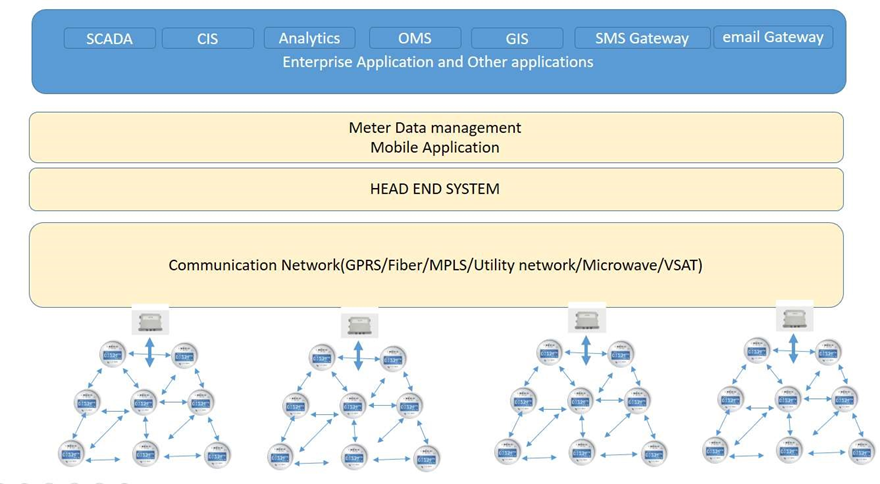 SCADA
CIS
Analytics
OMS
GIS
SMS Gateway
email Gateway
Enterprise Application and Other applications
Meter Data management
Mobile Application
HEAD END SYSTEM
Communication Network(GPRS/Fiber/MPLS/Utility network/Microwave/VSAT)